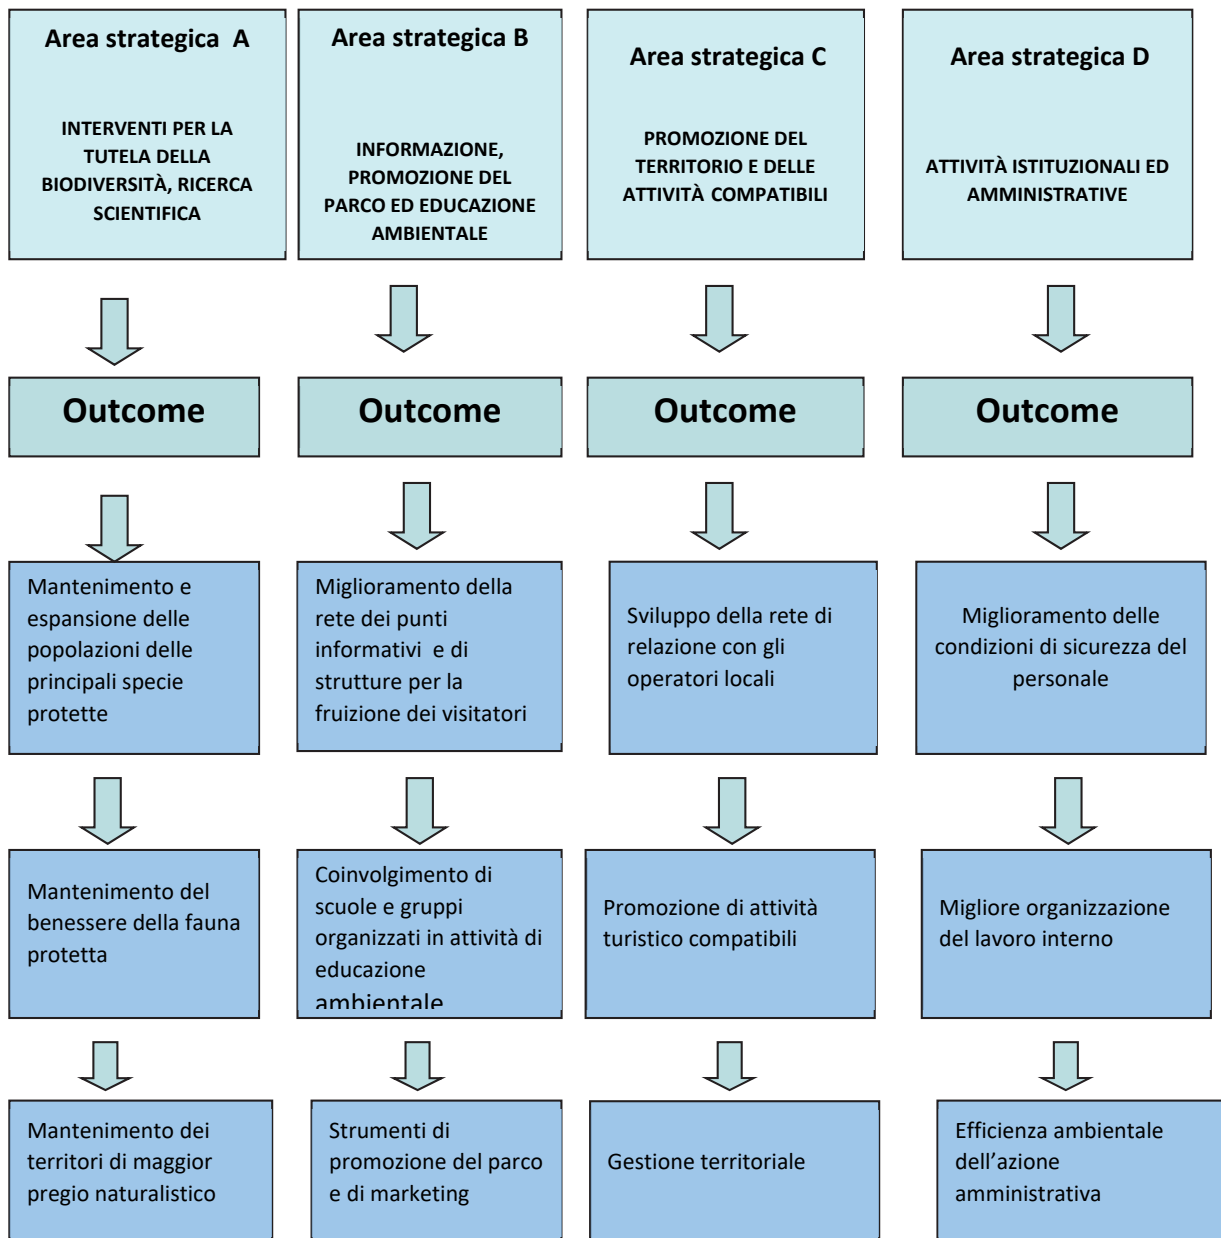 Area strategica  A
INTERVENTI PER LA
TUTELA DELLA
BIODIVERSITÀ, RICERCA
SCIENTIFICA
Area strategica B
INFORMAZIONE,
PROMOZIONE DEL
PARCO ED EDUCAZIONE
AMBIENTALE
Area strategica C
PROMOZIONE DEL
TERRITORIO E DELLE
ATTIVITÀ COMPATIBILI
Area strategica D
ATTIVITÀ ISTITUZIONALI ED
AMMINISTRATIVE
Outcome
Outcome
Outcome
Outcome
Mantenimento e
espansione delle
popolazioni delle
principali specie
protette
Miglioramento della
rete dei punti
informativi  e di
strutture per la
fruizione dei visitatori
Sviluppo della rete di
relazione con gli
operatori locali
Miglioramento delle
condizioni di sicurezza del
personale
Mantenimento del
benessere della fauna
protetta
Coinvolgimento di
scuole e gruppi
organizzati in attività di
educazione
ambientale
Promozione di attività
turistico compatibili
Migliore organizzazione
del lavoro interno
Mantenimento dei
territori di maggior
pregio naturalistico
Strumenti di
promozione del parco
e di marketing
Gestione territoriale
Efficienza ambientale
dell’azione
amministrativa